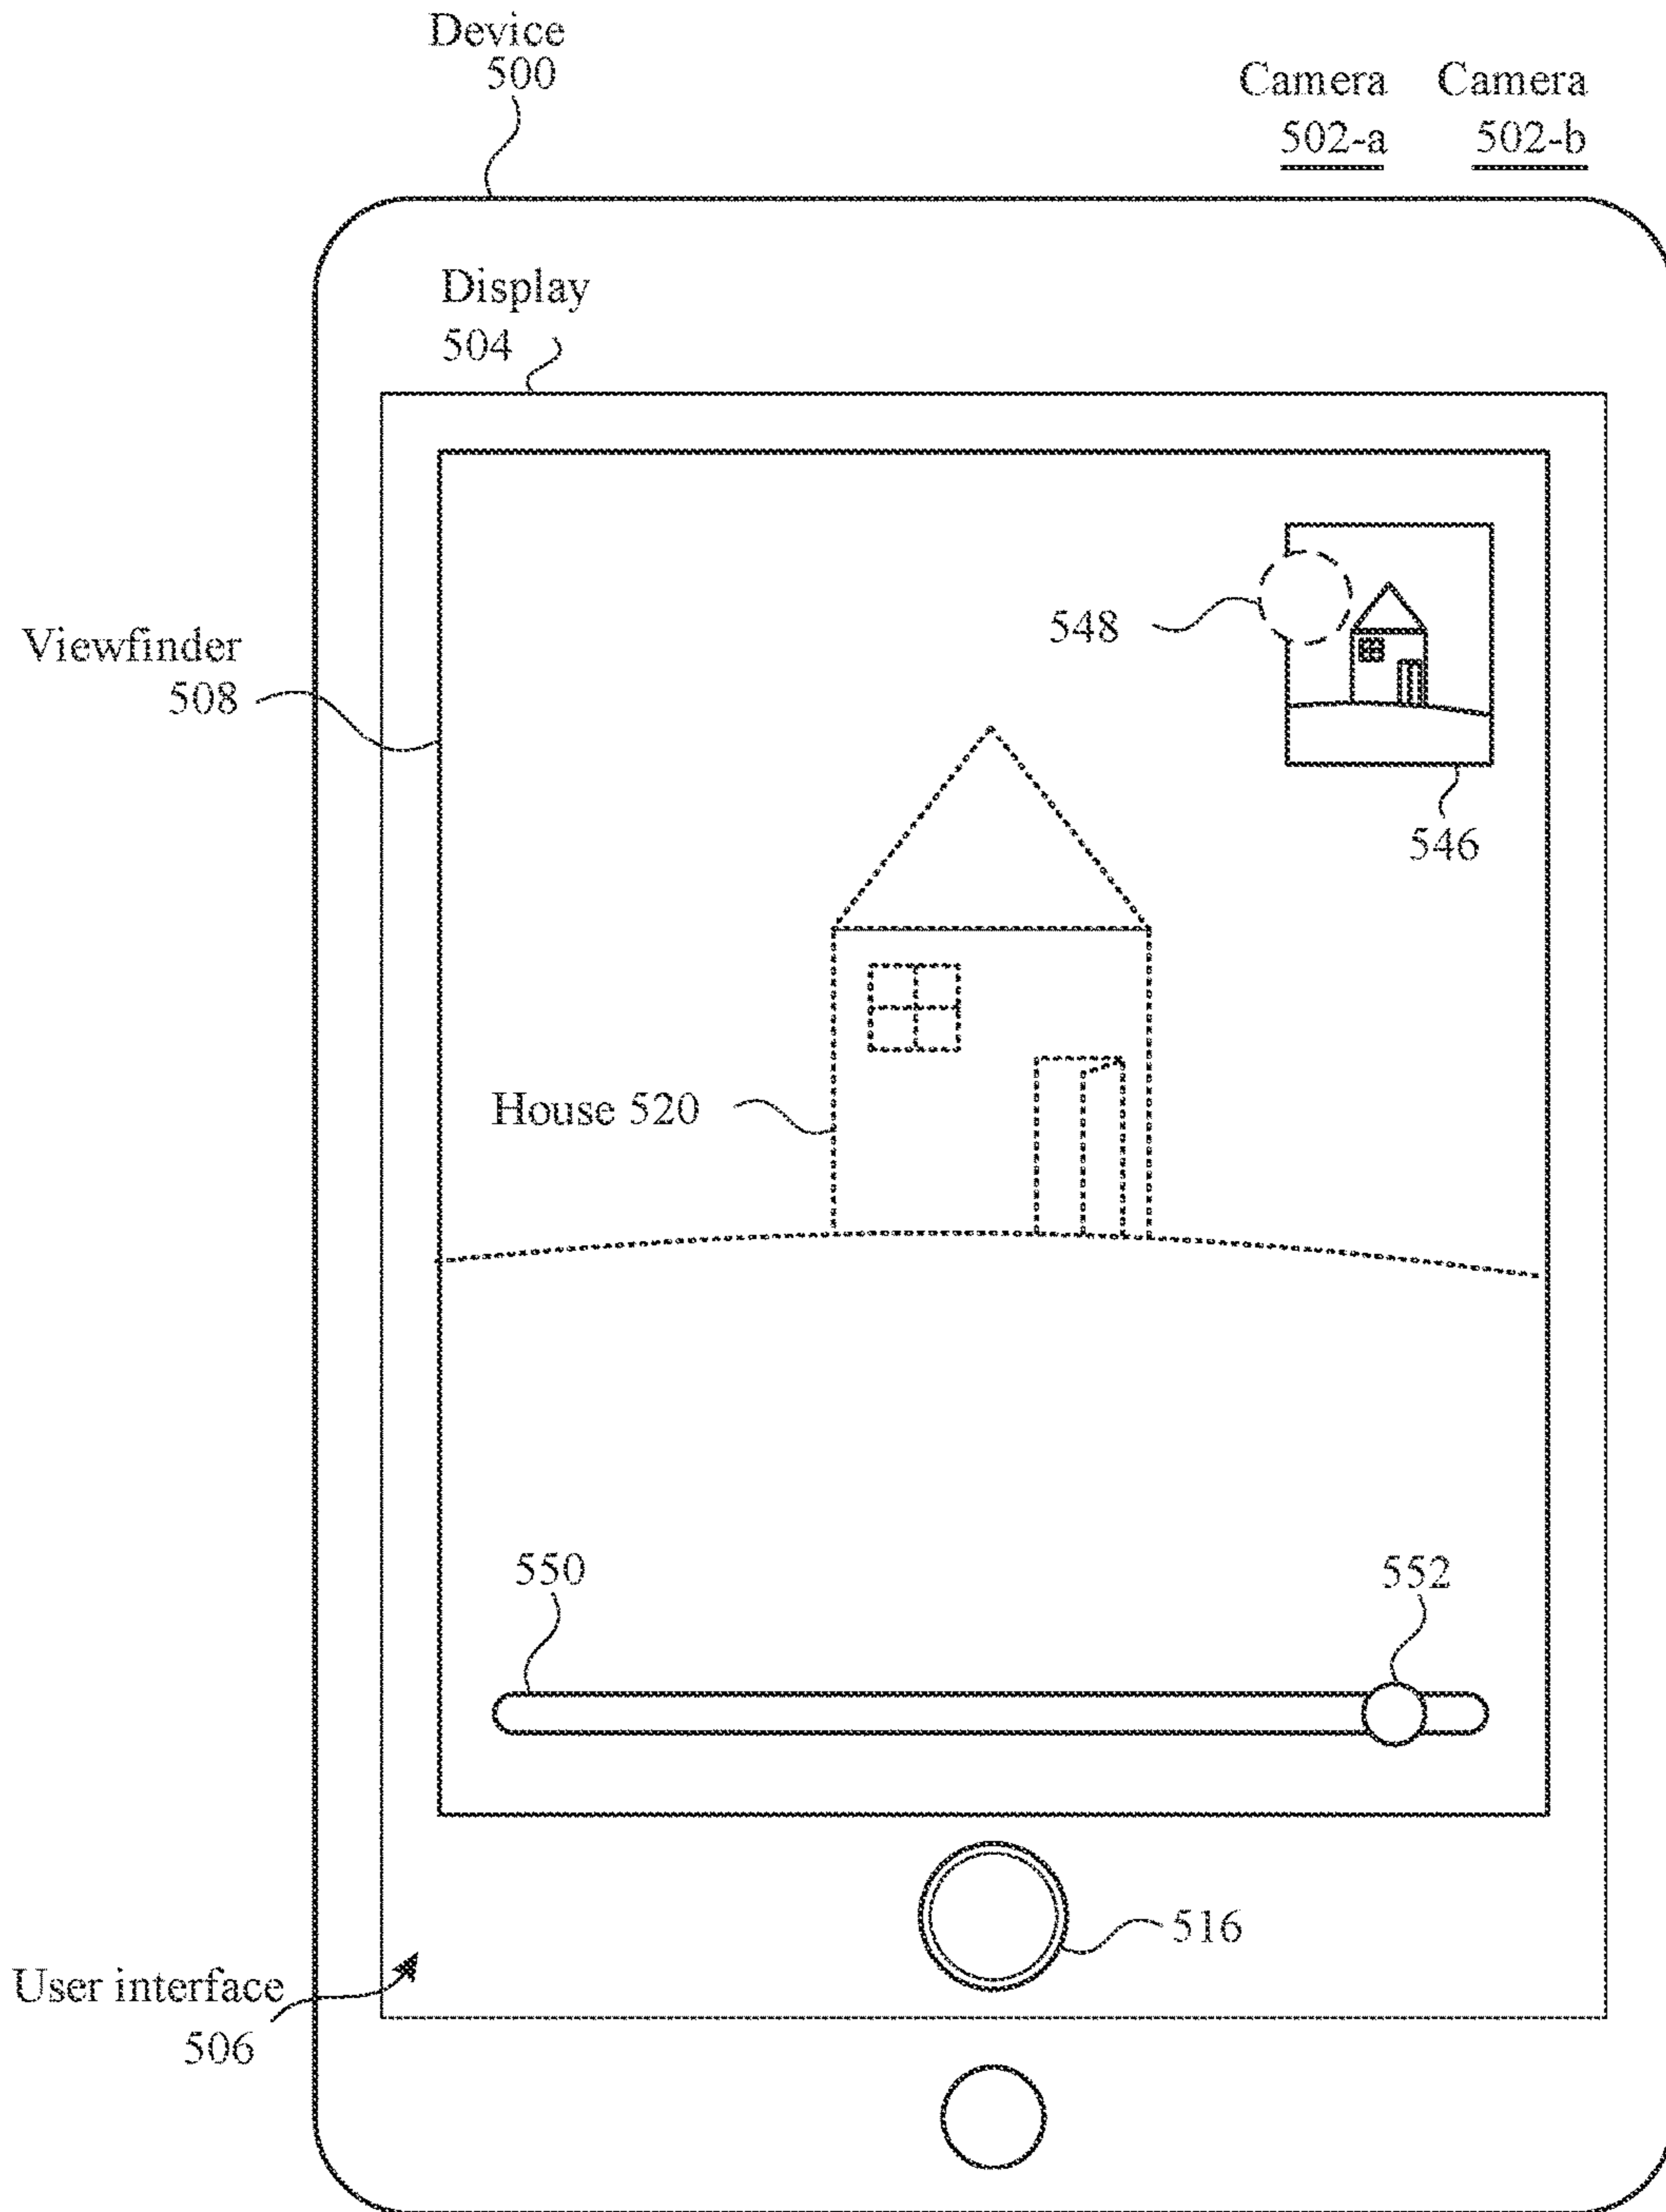 Device
500
Camera Camera
502-a 502-b
Display
504
548
Viewfinder
508
546
House 520
550
552
516
User interface
506